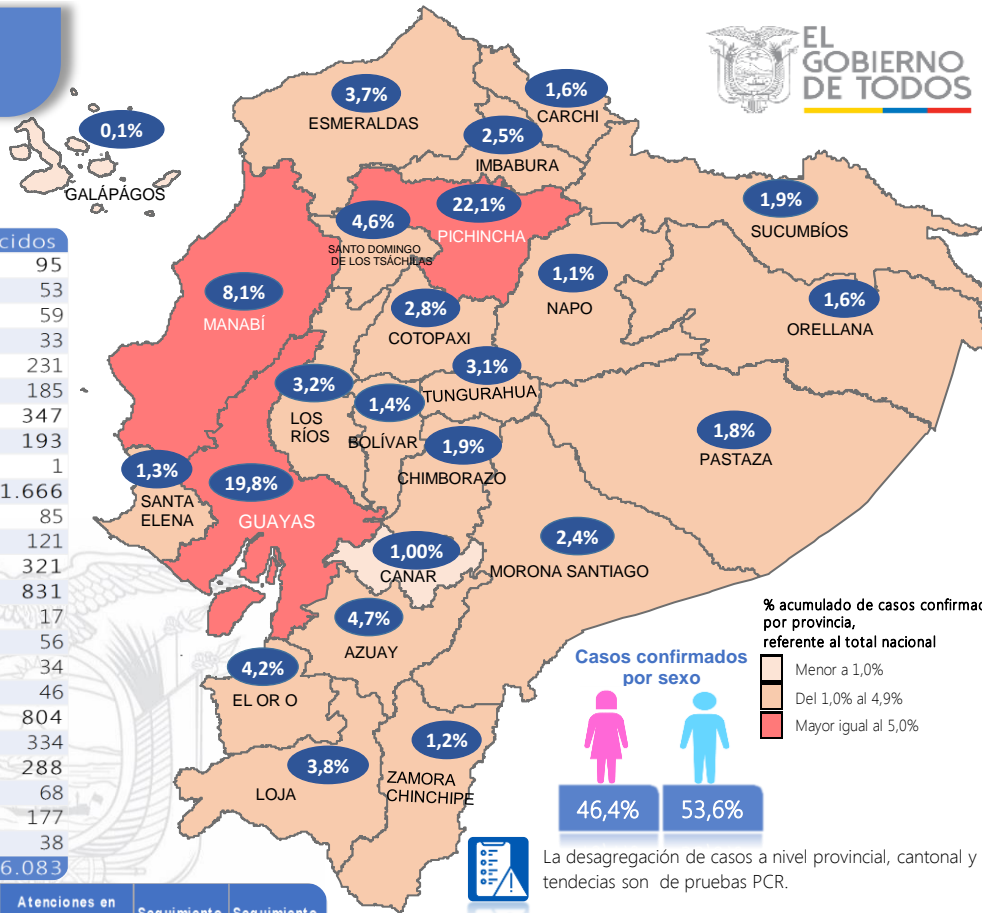 EL
GOBIERNO
DE TODOS
3,7%
ESMERALDAS
1,6%
CARCHI
2,5%
IMBABURA
0,1%
GALÁPÁGOS
1,9%
SUCUMBÍOS
22,1%
PICHINCHA
4,6%
SANTO DOMINGO
DE LOS TSÁCHILAS
8,1%
MANABÍ
1,1%
NAPO
1,6%
ORELLANA
2,8%
COTOPAXI
3,1%
TUNGURAHUA
3,2%
LOS
RÍOS
1,4%
BOLÍVAR
1,9%
CHIMBORAZO
1,8%
PASTAZA
1,3%
SANTA
ELENA
19,8%
GUAYAS
1,00%
CANAR
2,4%
MORONA SANTIAGO
4,7%
AZUAY
4,2%
EL OR O
3,8%
LOJA
1,2%
ZAMORA
CHINCHIPE
cidos
95
53
59
33
231
185
347
193
1
1.666
85
121
321
831
17
56
34
46
804
334
288
68
177
38
6.083
Atenciones en
Seguimiento Seguimiento
Casos confirmados
por sexo
46,4% 53,6%
% acumulado de casos confirmad
por provincia,
referente al total nacional
Menor a 1,0%
Del 1,0% al 4,9%
Mayor igual al 5,0%
La desagregación de casos a nivel provincial, cantonal y
tendecias son de pruebas PCR.